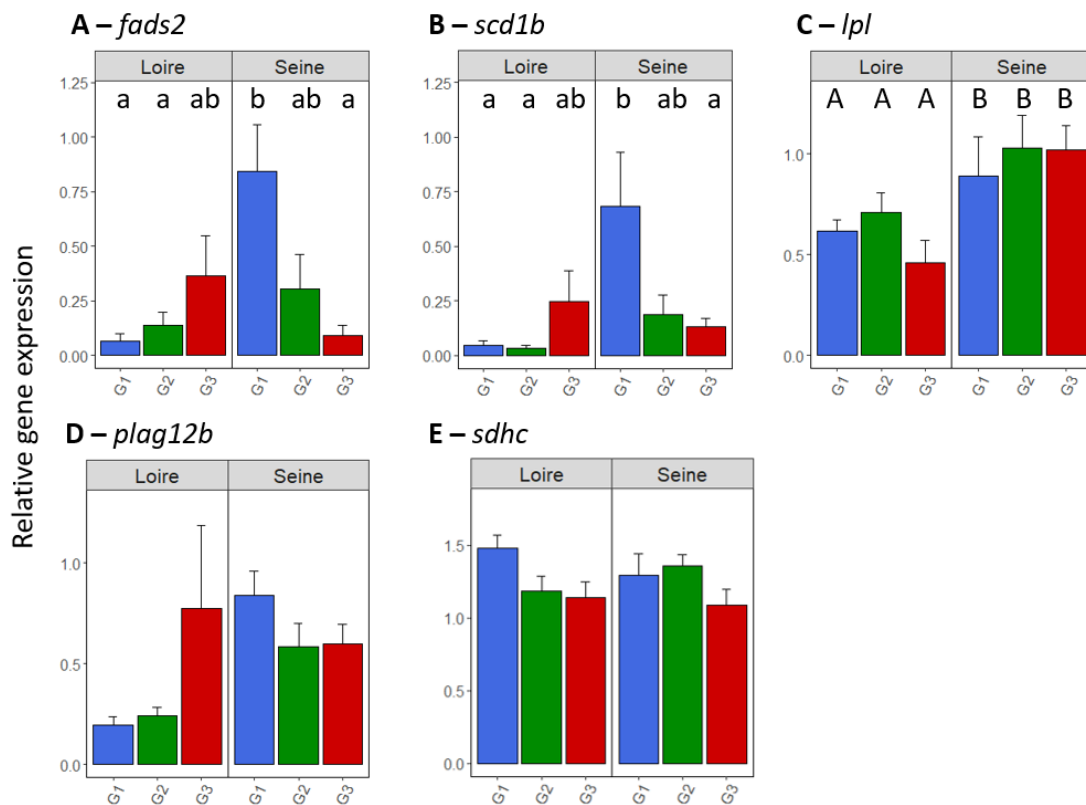 A – fads2
Loire Seine
1.25
a a ab b ab a
1.00
0.75
0.50
0.25
0.00
G1 G2 G3 G1 G2 G3
B – scd1b
Loire Seine
1.25
a a ab b ab a
1.00
0.75
0.50
0.25
0.00
G1 G2 G3 G1 G2 G3
C – lpl
Loire Seine
A A A B B B
1.0
0.5
0.0
G1 G2 G3 G1 G2 G3
Relative gene expression
D – plag12b
Loire Seine
1.0
0.5
0.0
G1 G2 G3 G1 G2 G3
E – sdhc
Loire Seine
1.5
1.0
0.5
0.0
G1 G2 G3 G1 G2 G3